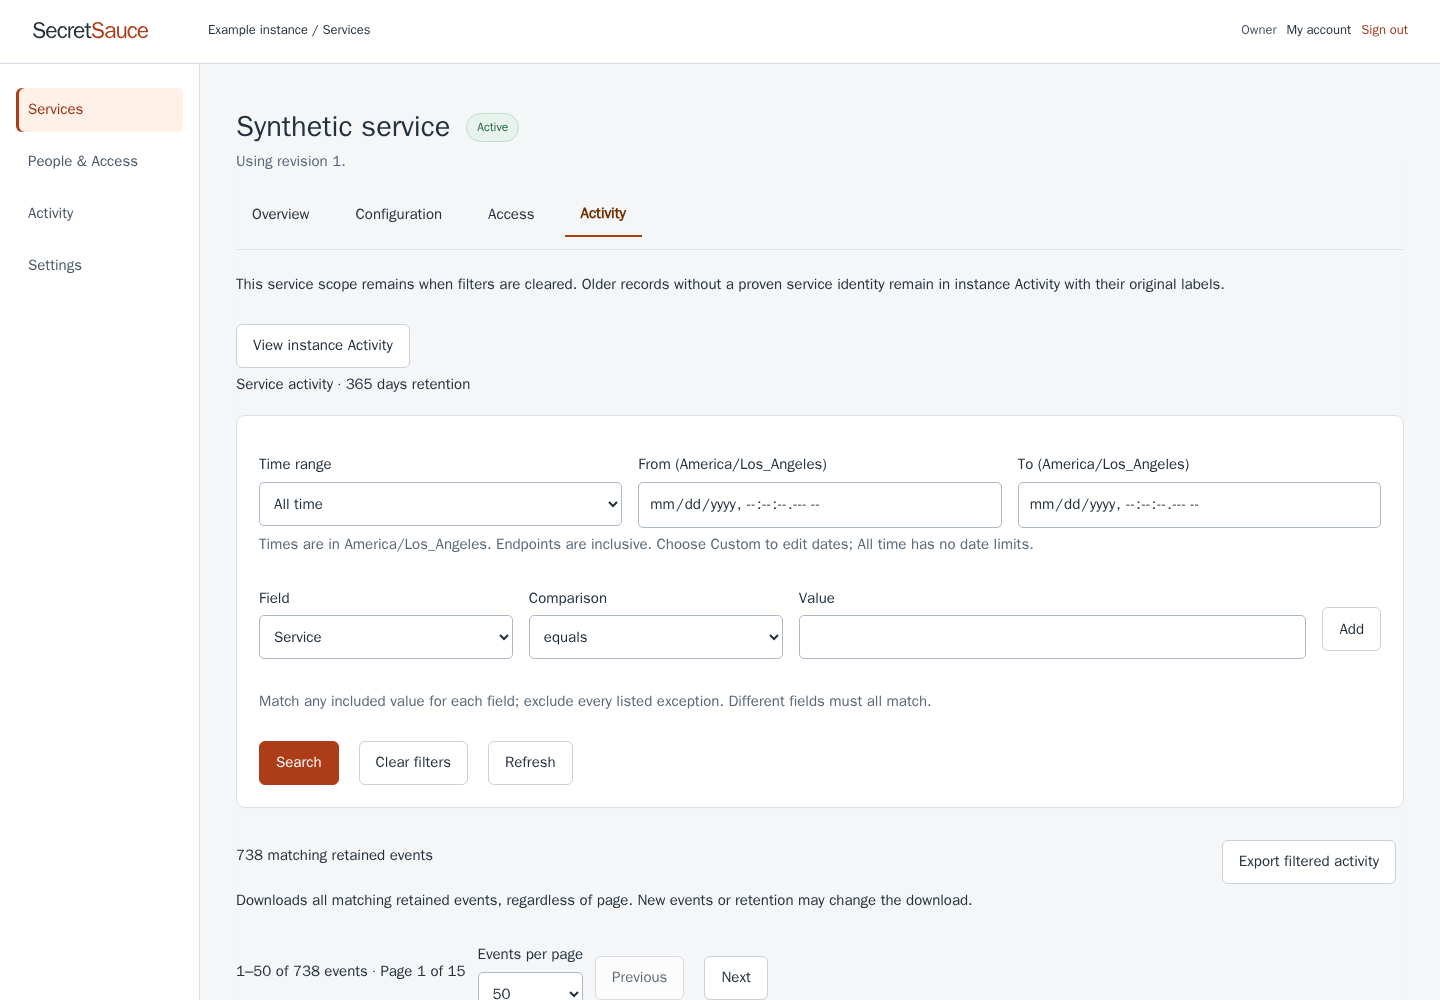 SecretSauce
Example instance / Services
Owner My account Sign out
Services
People & Access
Activity
Settings
Synthetic service Active
Using revision 1.
Overview Configuration Access Activity
This service scope remains when filters are cleared. Older records without a proven service identity remain in instance Activity with their original labels.
View instance Activity
Service activity · 365 days retention
Time range From (America/Los_Angeles) To (America/Los_Angeles)
All time mm/dd/yyyy, --:--:--.--- -- mm/dd/yyyy, --:--:--.--- --
Times are in America/Los_Angeles. Endpoints are inclusive. Choose Custom to edit dates; All time has no date limits.
Field Comparison Value
Service equals Add
Match any included value for each field; exclude every listed exception. Different fields must all match.
Search Clear filters Refresh
738 matching retained events
Export filtered activity
Downloads all matching retained events, regardless of page. New events or retention may change the download.
Events per page
1–50 of 738 events · Page 1 of 15 50 Previous Next